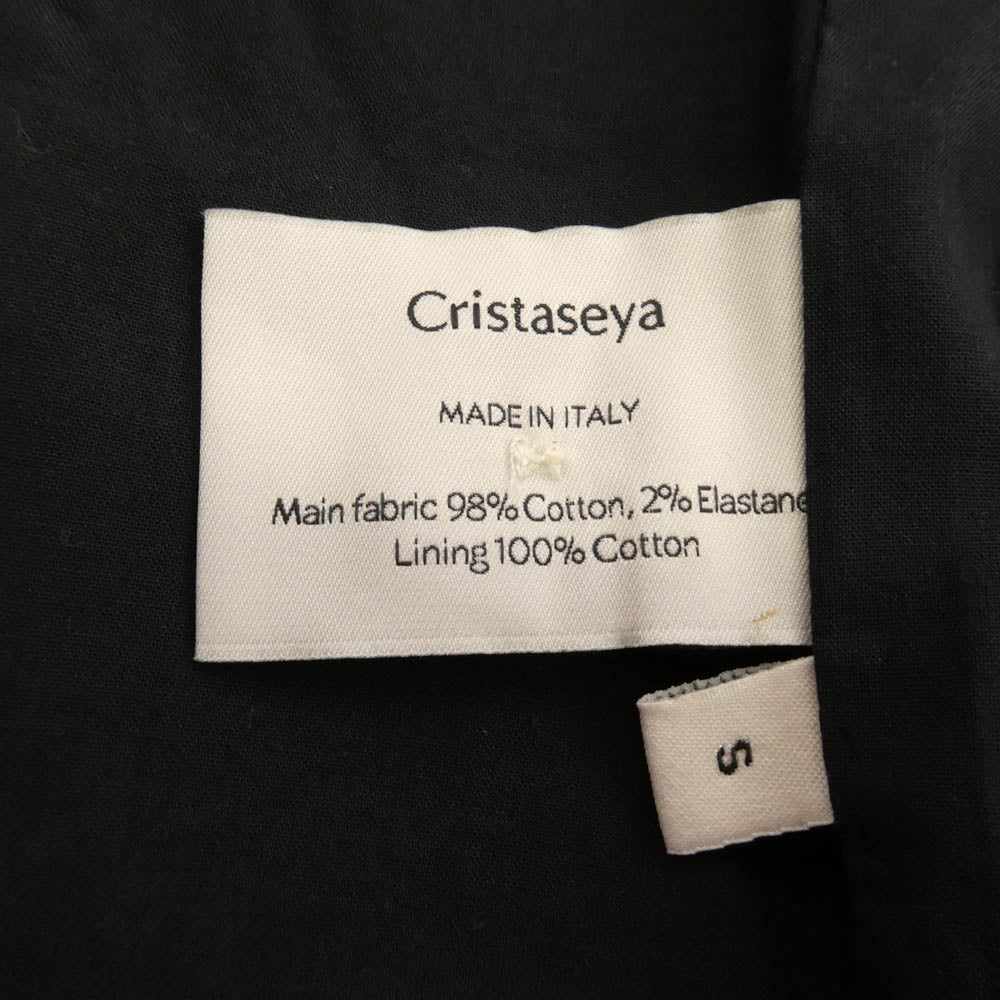 Cristaseya
MADE IN ITALY
Main fabric 98% Cotton, 2% Elastane
Lining 100% Cotton
S